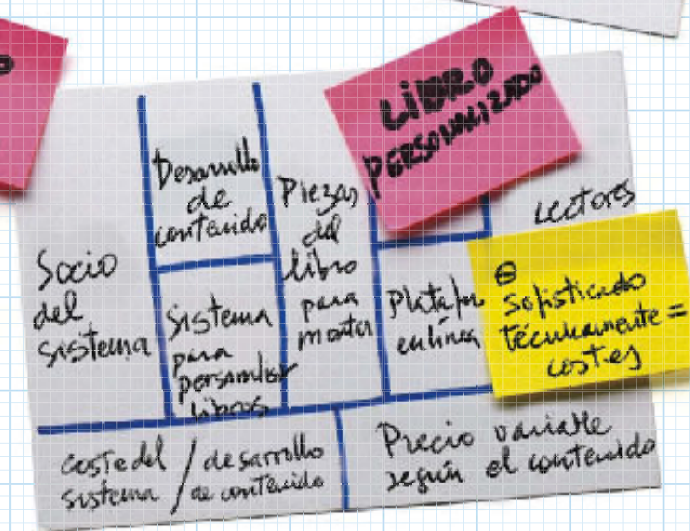 LIBRO
PERSONALIZADO
Desarrollo
de
contenido
Piezas
del
libro
para
montar
Lectores
Socio
del
sistema
Sistema
para
personalizar
libros
en línea
⊖
Sofisticado
técnicamente =
costes
coste del / desarrollo
sistema / de contenido
Precio variable
según el contenido